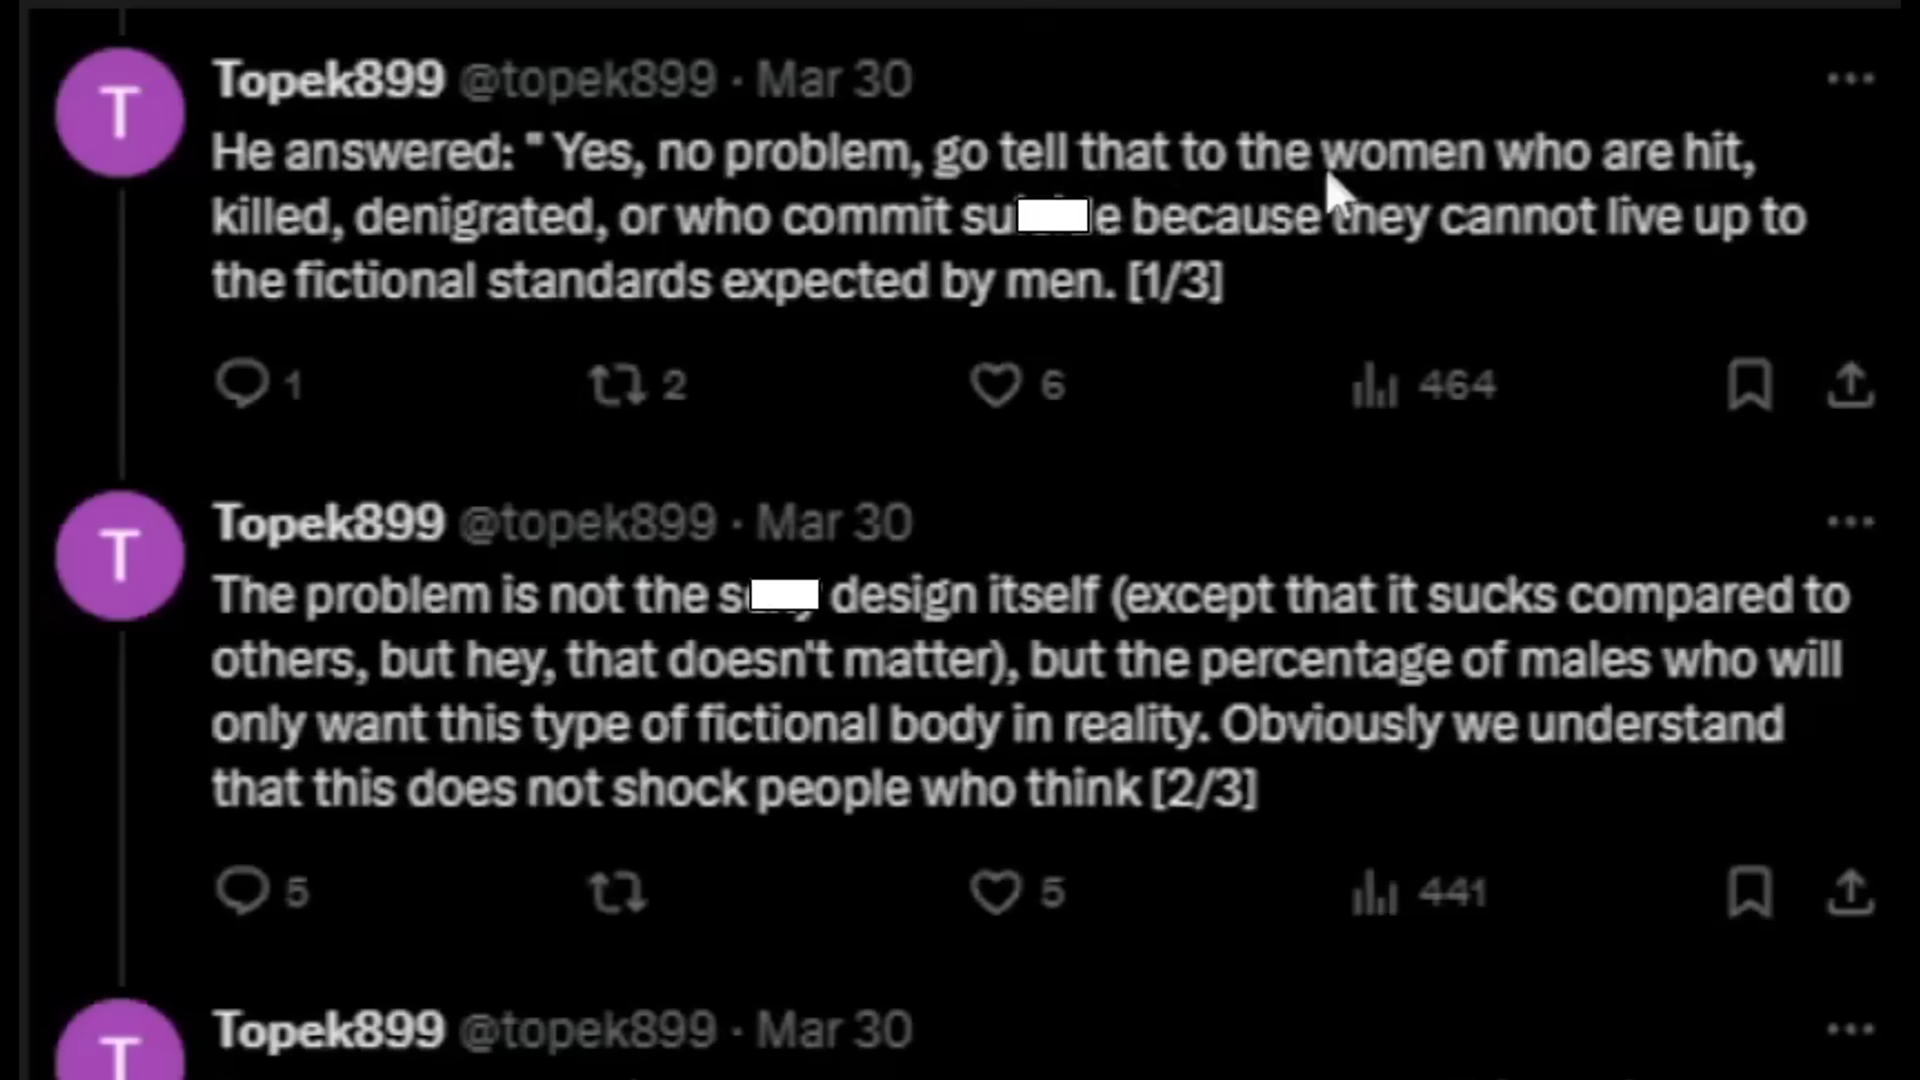 Topek899 @topek899 · Mar 30
He answered: " Yes, no problem, go tell that to the women who are hit,
killed, denigrated, or who commit because they cannot live up to
the fictional standards expected by men. [1/3]
1 2 6 464
Topek899 @topek899 · Mar 30
The problem is not the design itself (except that it sucks compared to
others, but hey, that doesn't matter), but the percentage of males who will
only want this type of fictional body in reality. Obviously we understand
that this does not shock people who think [2/3]
5 5 441
Topek899 @topek899 · Mar 30
T
T
T